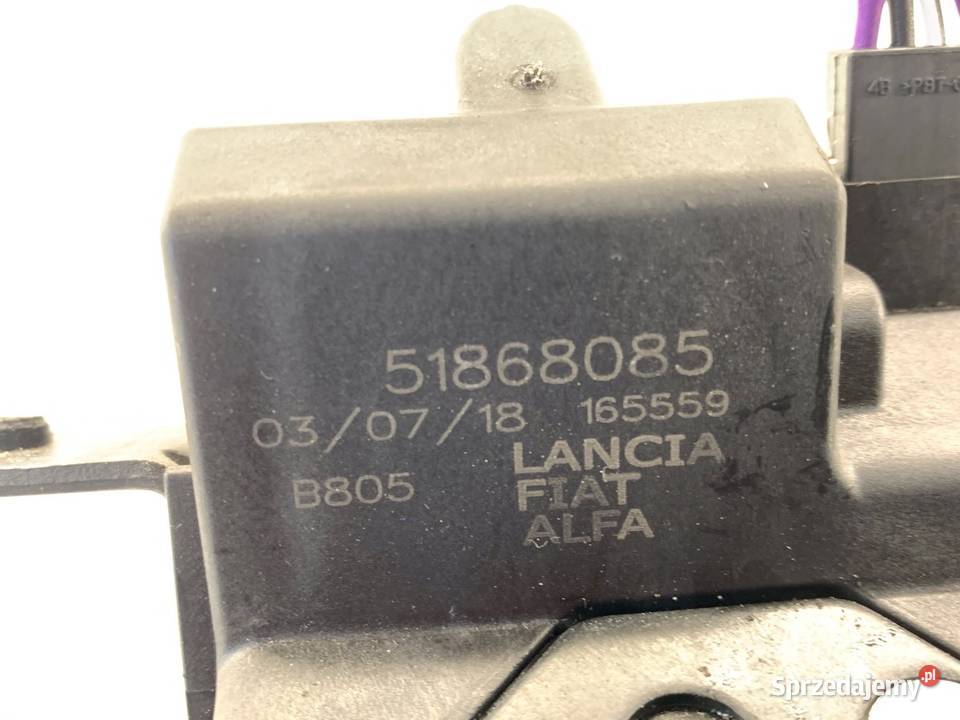 51868085
03/07/18 165559
B805 LANCIA
FIAT
ALFA
Sprzedajemy.pl